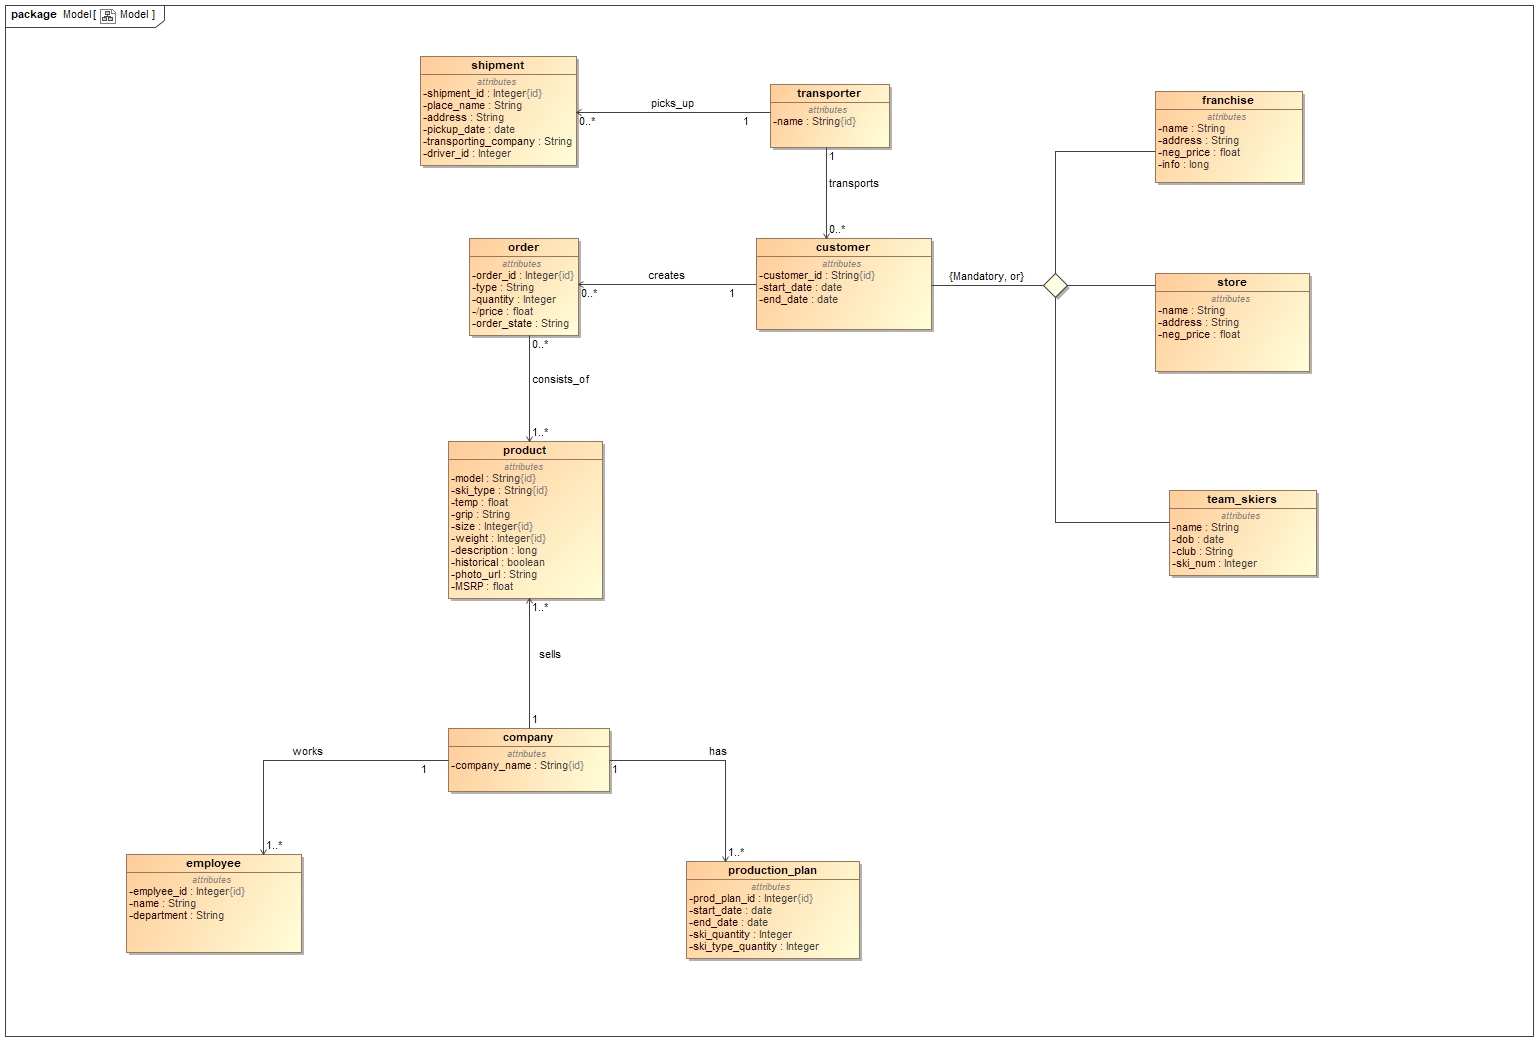 package Model[ Model ]
shipment
attributes
-shipment_id : Integer{id}
-place_name : String
-address : String
-pickup_date : date
-transporting_company : String
-driver_id : Integer
picks_up
0..*
1
transporter
attributes
-name : String{id}
1
transports
0..*
franchise
attributes
-name : String
-address : String
-neg_price : float
-info : long
order
attributes
-order_id : Integer{id}
-type : String
-quantity : Integer
-/price : float
-order_state : String
creates
0..*
1
customer
attributes
-customer_id : String{id}
-start_date : date
-end_date : date
{Mandatory, or}
store
attributes
-name : String
-address : String
-neg_price : float
0..*
consists_of
1..*
product
attributes
-model : String{id}
-ski_type : String{id}
-temp : float
-grip : String
-size : Integer{id}
-weight : Integer{id}
-description : long
-historical : boolean
-photo_url : String
-MSRP : float
team_skiers
attributes
-name : String
-dob : date
-club : String
-ski_num : Integer
1..*
sells
1
company
attributes
-company_name : String{id}
works
1
1..*
has
1
1..*
employee
attributes
-emplyee_id : Integer{id}
-name : String
-department : String
production_plan
attributes
-prod_plan_id : Integer{id}
-start_date : date
-end_date : date
-ski_quantity : Integer
-ski_type_quantity : Integer